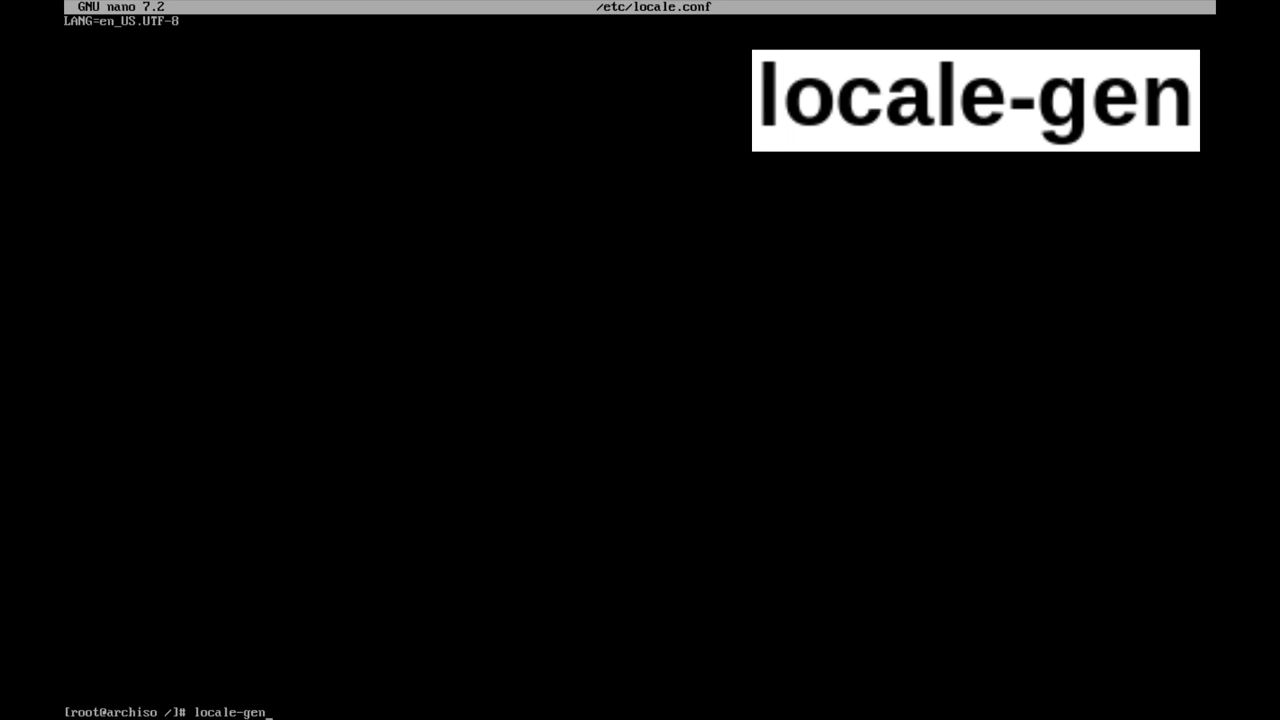 GNU nano 7.2 /etc/locale.conf
LANG=en_US.UTF-8
locale-gen
[root@archiso /]# locale-gen_